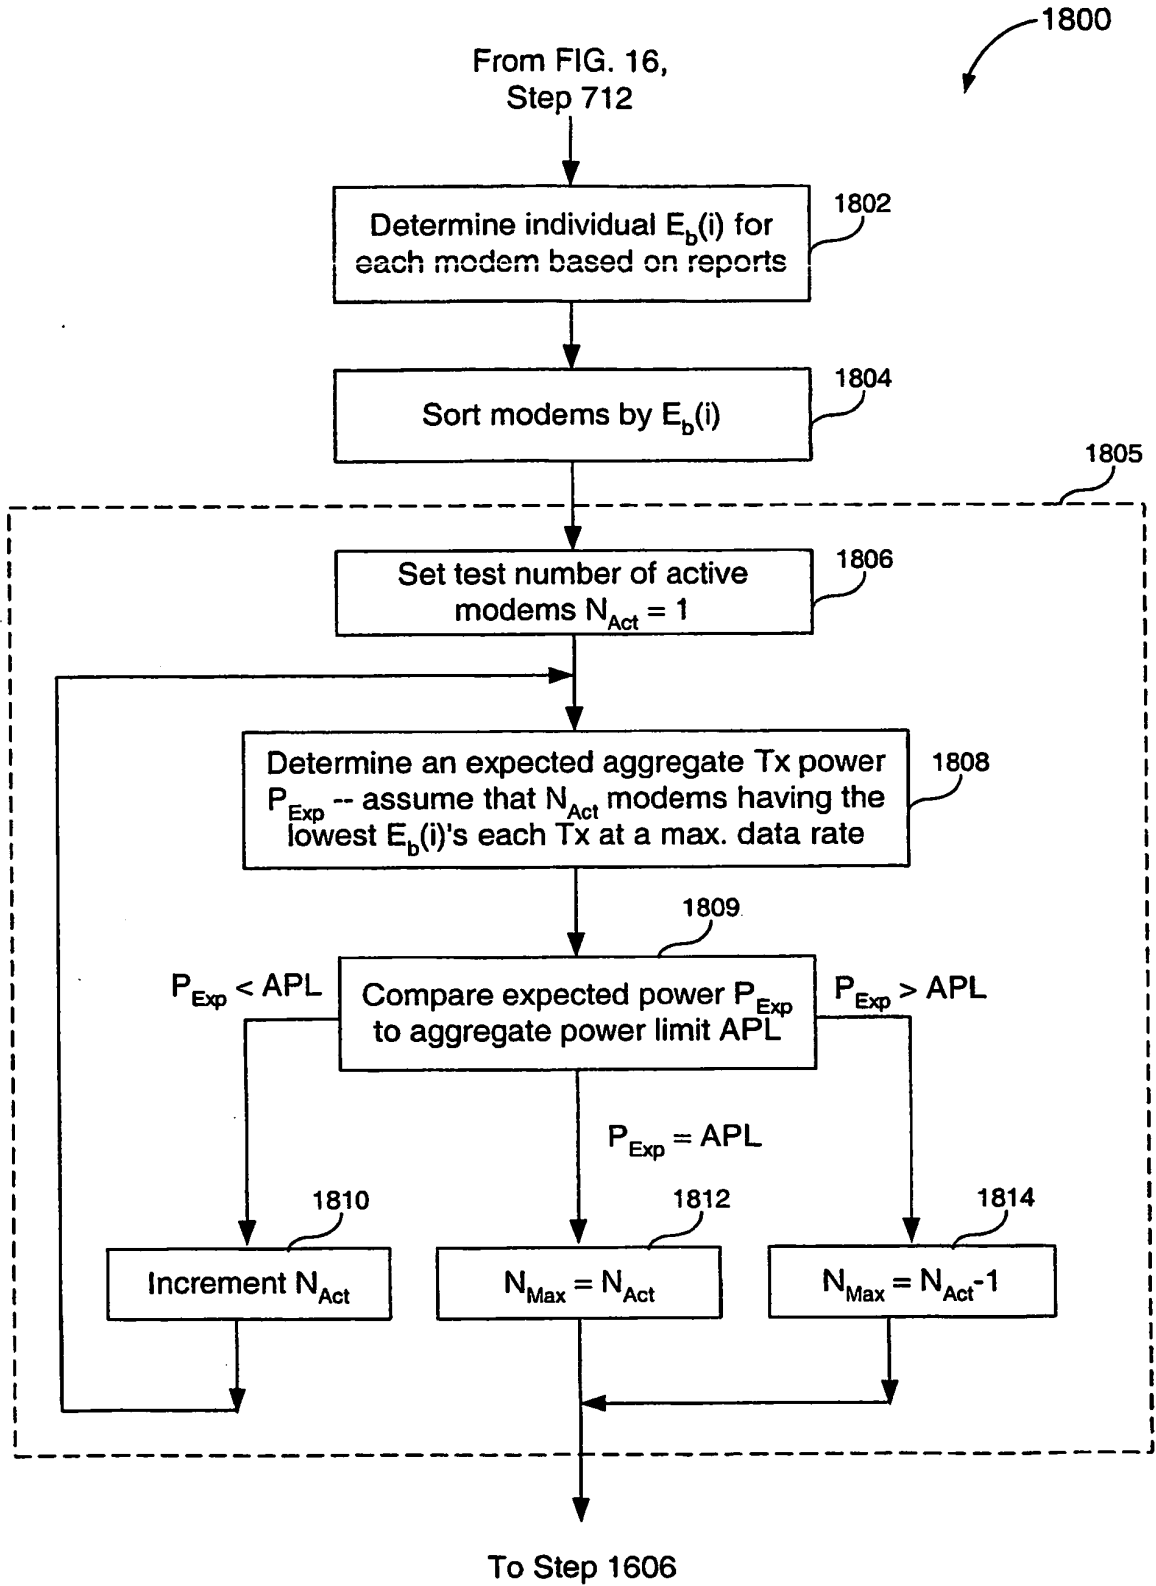 1800
From FIG. 16,
Step 712
1802
Determine individual E_b(i) for
each modem based on reports
1804
Sort modems by E_b(i)
1805
1806
Set test number of active
modems N_Act = 1
1808
Determine an expected aggregate Tx power
P_Exp -- assume that N_Act modems having the
lowest E_b(i)'s each Tx at a max. data rate
1809
P_Exp < APL
Compare expected power P_Exp
to aggregate power limit APL
P_Exp > APL
P_Exp = APL
1810
Increment N_Act
1812
N_Max = N_Act
1814
N_Max = N_Act-1
To Step 1606